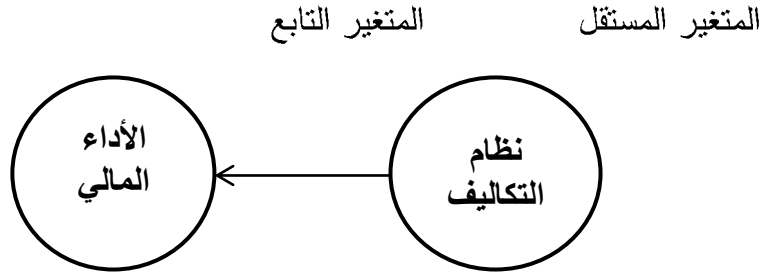 المتغير المستقل
المتغير التابع
نظام
التكاليف
الأداء
المالي